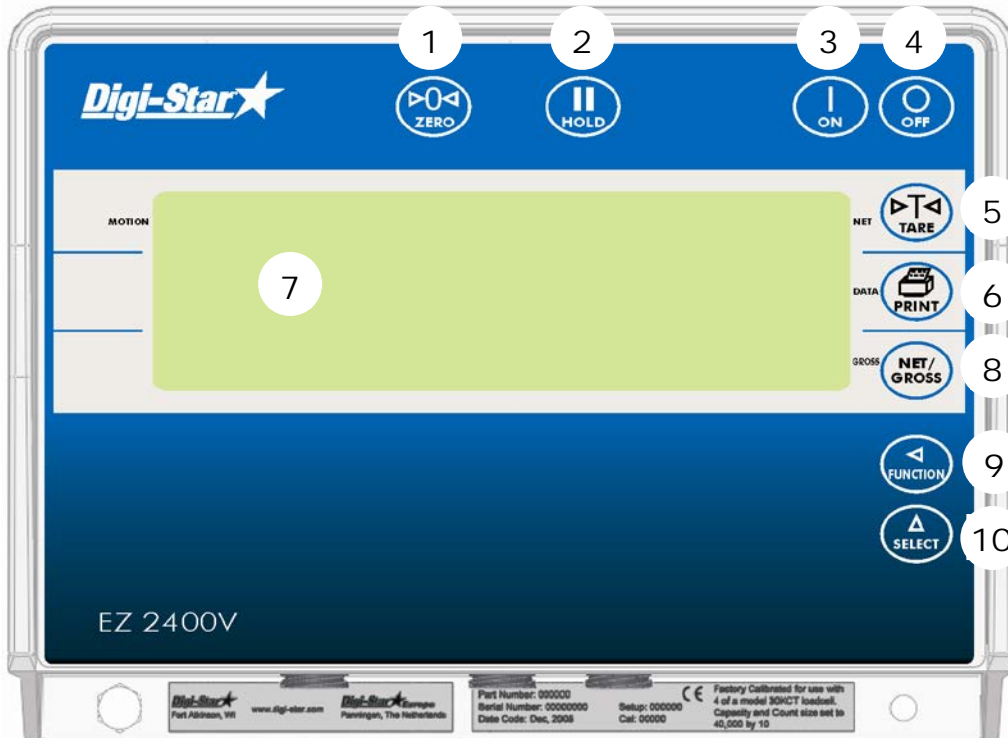 1
2
3
4
Digi-Star
▷0◁
ZERO
HOLD
ON
OFF
MOTION
NET
▷T◁
TARE
5
7
DATA
PRINT
6
GROSS
NET/
GROSS
8
FUNCTION
9
SELECT
10
EZ 2400V
Digi-Star
Fort Atkinson, WI
www.digi-star.com
Digi-Star Europe
Panningen, The Netherlands
Part Number: 000000
Serial Number: 00000000
Date Code: Dec, 2008
Setup: 000000
Cal: 00000
CE
Factory Calibrated for use with
4 of a model 30KCT loadcell.
Capacity and Count size set to
40,000 by 10